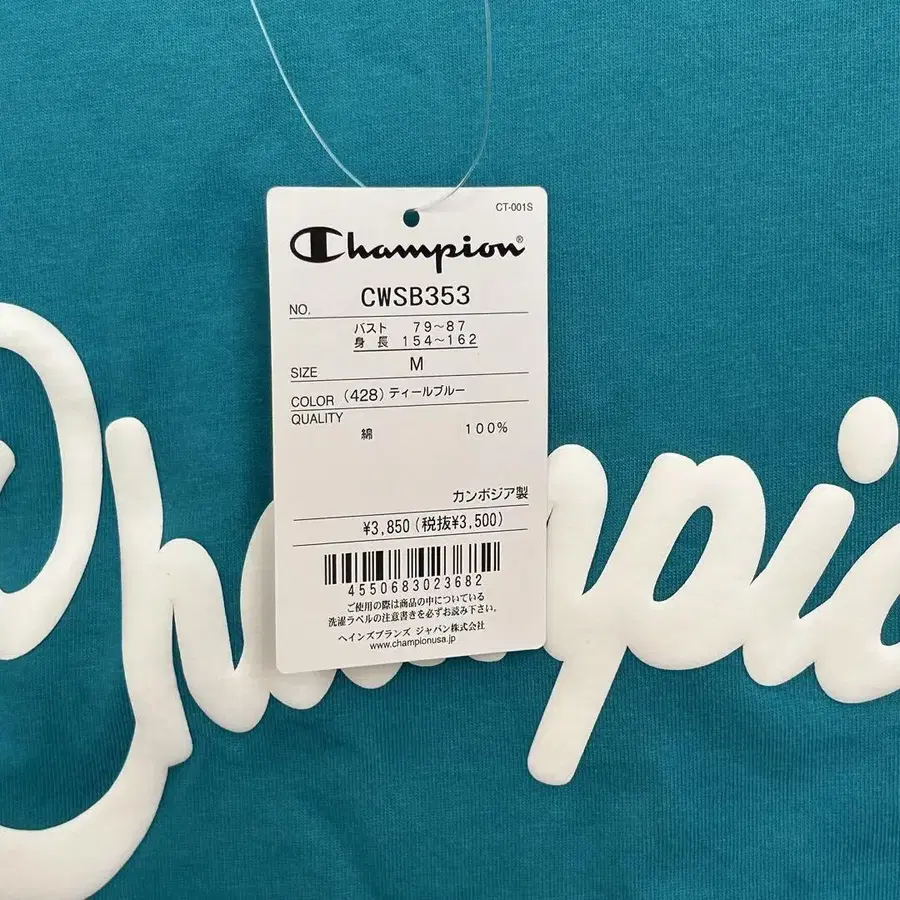 CT-001S
Champion®
NO. CWSB353
バスト 79～87
身長 154～162
SIZE M
COLOR (428) ティールブルー
QUALITY
綿 100%
カンボジア製
¥3,850(税抜¥3,500)
4550683023682
ご使用の際は商品の中についている
洗濯ラベルの注意書きを必ずお読み下さい。
ヘインズブランズ ジャパン株式会社
www.championusa.jp
Champio